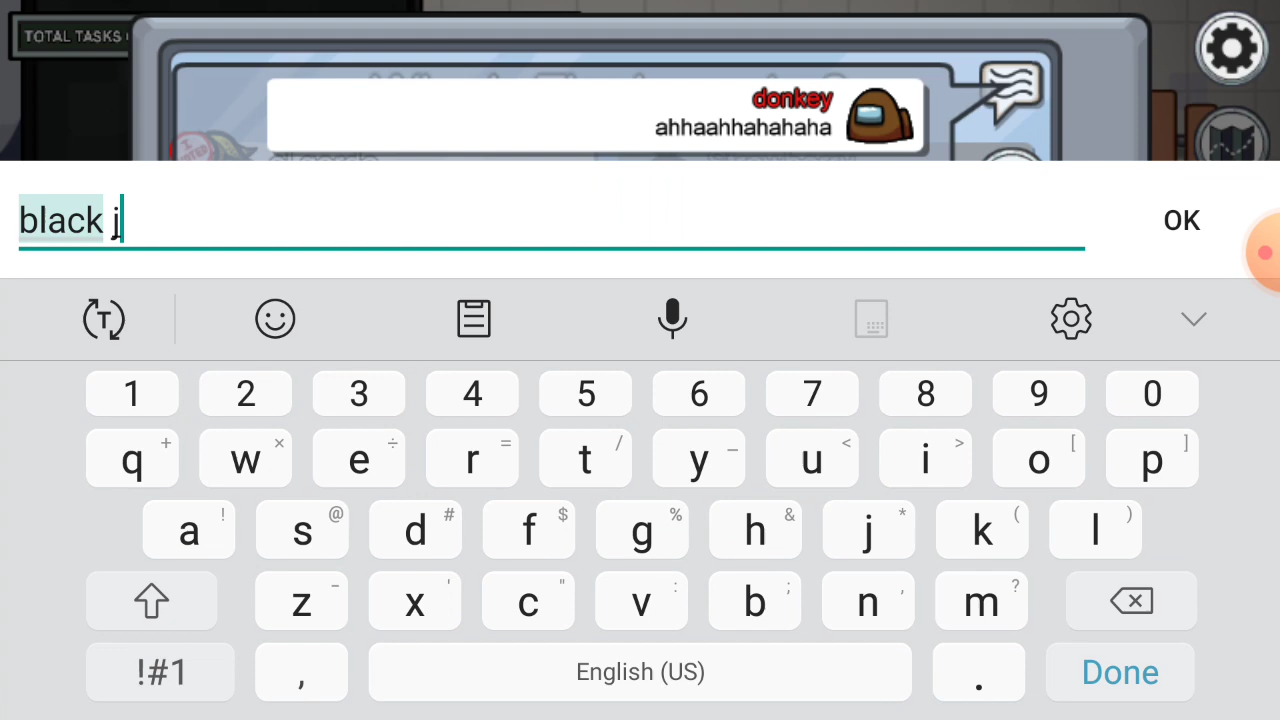 TOTAL TASKS
donkey
ahhaahhahahaha
black j
OK
1 2 3 4 5 6 7 8 9 0
q + w × e ÷ r = t / y _ u < i > o [ p ]
a ! s @ d # f $ g % h & j * k ( l )
z - x ' c " v : b ; n , m ?
!#1 , English (US) . Done